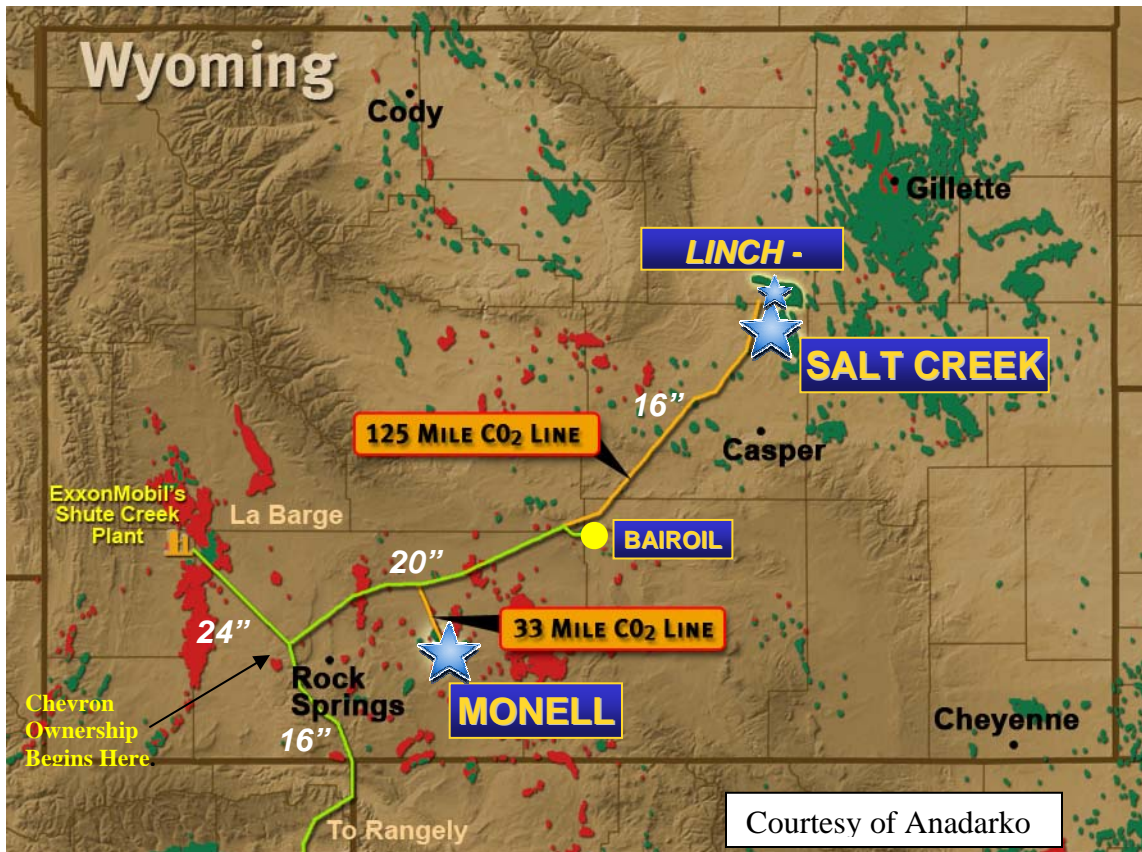 Wyoming
Cody
Gillette
LINCH -
SALT CREEK
16”
125 MILE CO₂ LINE
Casper
ExxonMobil's
Shute Creek
Plant
La Barge
BAIROIL
20”
24”
33 MILE CO₂ LINE
Rock
Springs
MONELL
Chevron
Ownership
Begins Here.
16”
Cheyenne
To Rangely
Courtesy of Anadarko